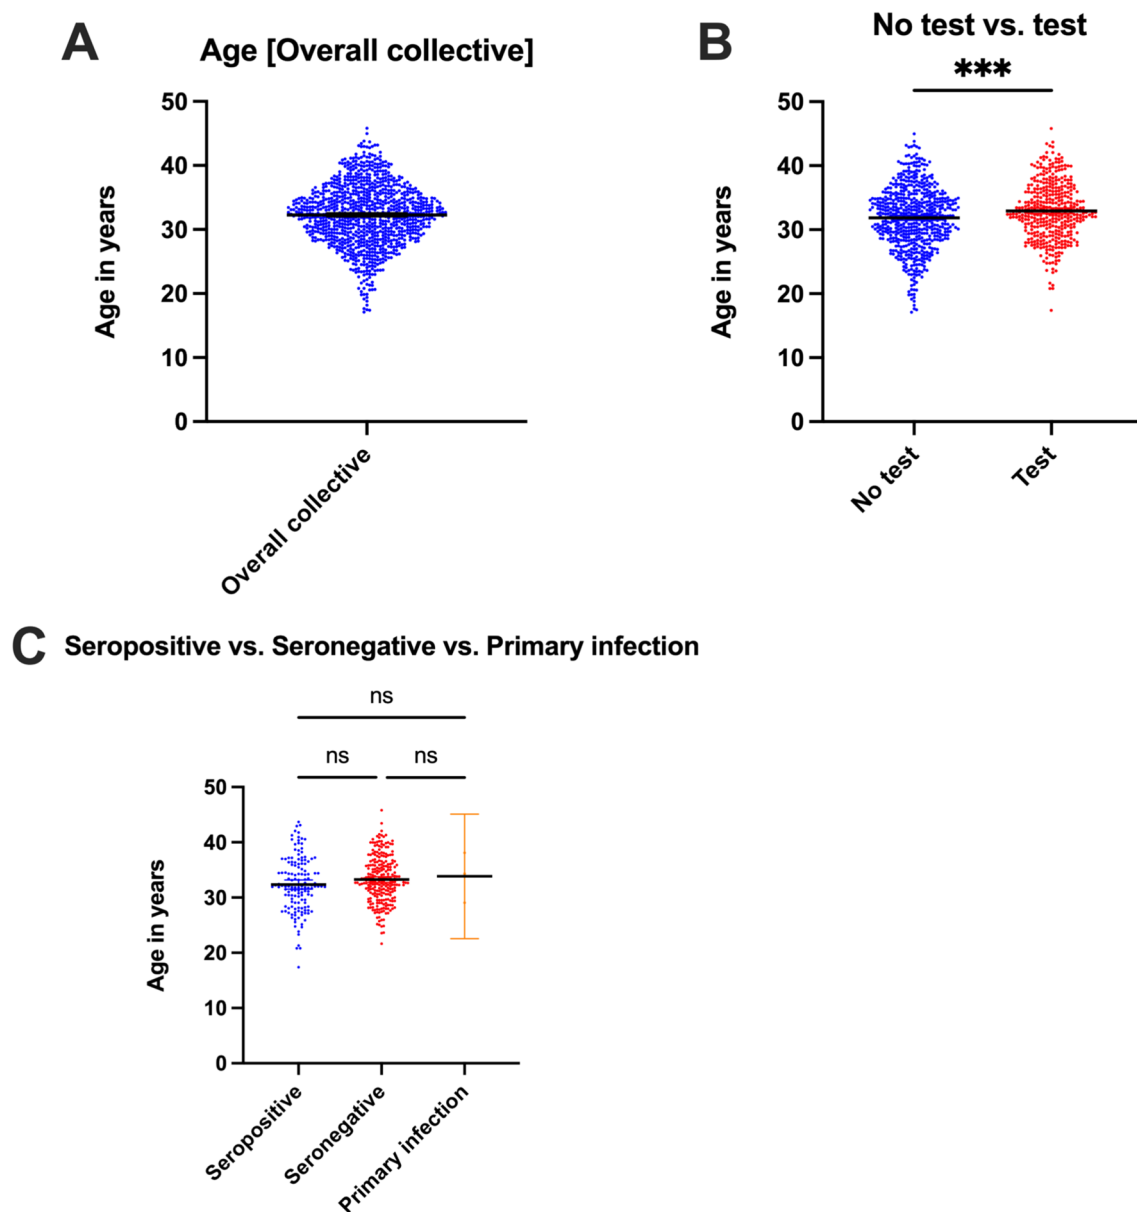 A
Age [Overall collective]
Age in years
50
40
30
20
10
0
Overall collective
B
No test vs. test
***
Age in years
50
40
30
20
10
0
No test
Test
C
Seropositive vs. Seronegative vs. Primary infection
ns
ns
ns
Age in years
50
40
30
20
10
0
Seropositive
Seronegative
Primary infection